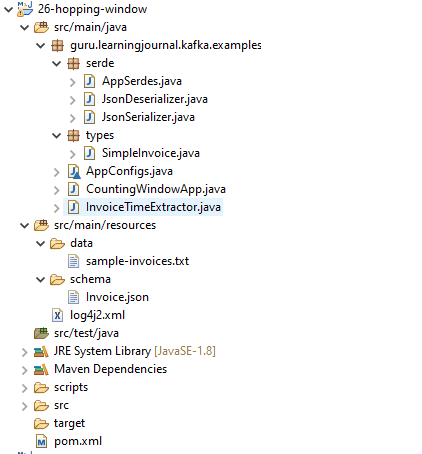 26-hopping-window
src/main/java
guru.learningjournal.kafka.examples
serde
AppSerdes.java
JsonDeserializer.java
JsonSerializer.java
types
SimpleInvoice.java
AppConfigs.java
CountingWindowApp.java
InvoiceTimeExtractor.java
src/main/resources
data
sample-invoices.txt
schema
Invoice.json
log4j2.xml
src/test/java
JRE System Library [JavaSE-1.8]
Maven Dependencies
scripts
src
target
pom.xml